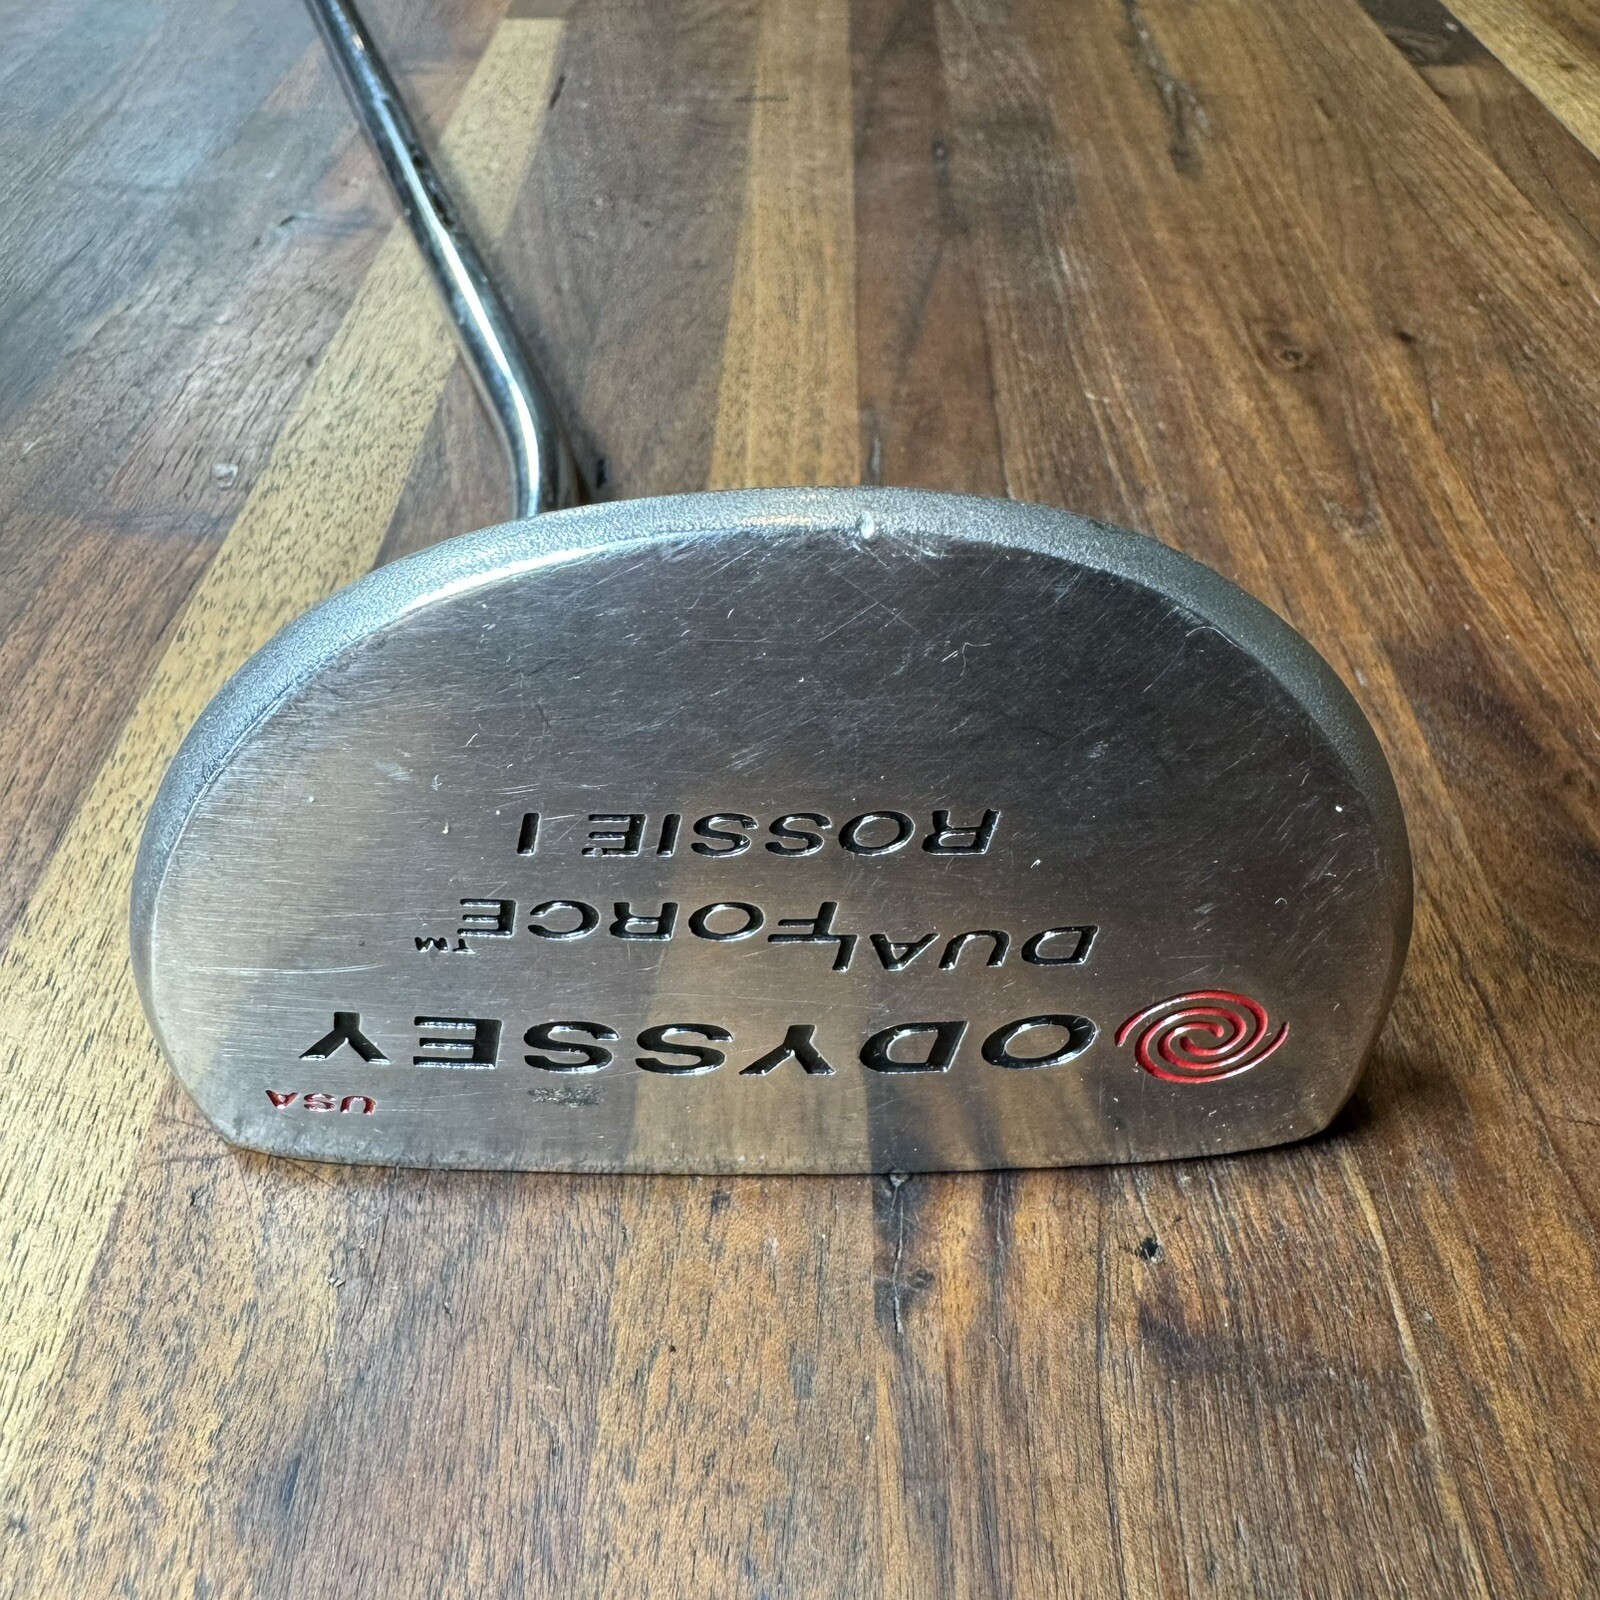 USA
ODYSSEY
DUAL FORCE™
ROSSIE I